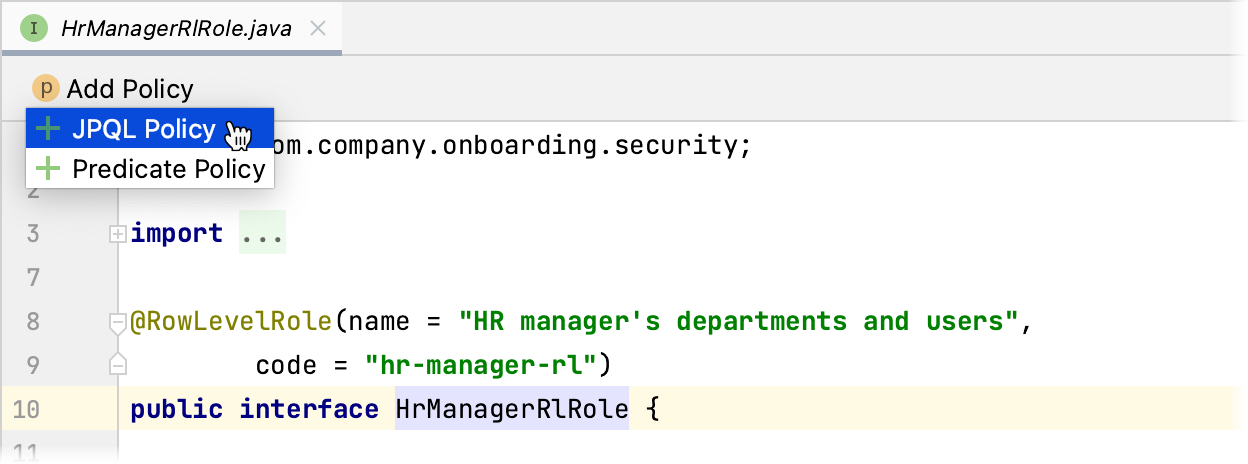 I HrManagerRlRole.java
p Add Policy
JPQL Policy
Predicate Policy
om.company.onboarding.security;
2
3 import ...
7
8 @RowLevelRole(name = "HR manager's departments and users",
9 code = "hr-manager-rl")
10 public interface HrManagerRlRole {
11